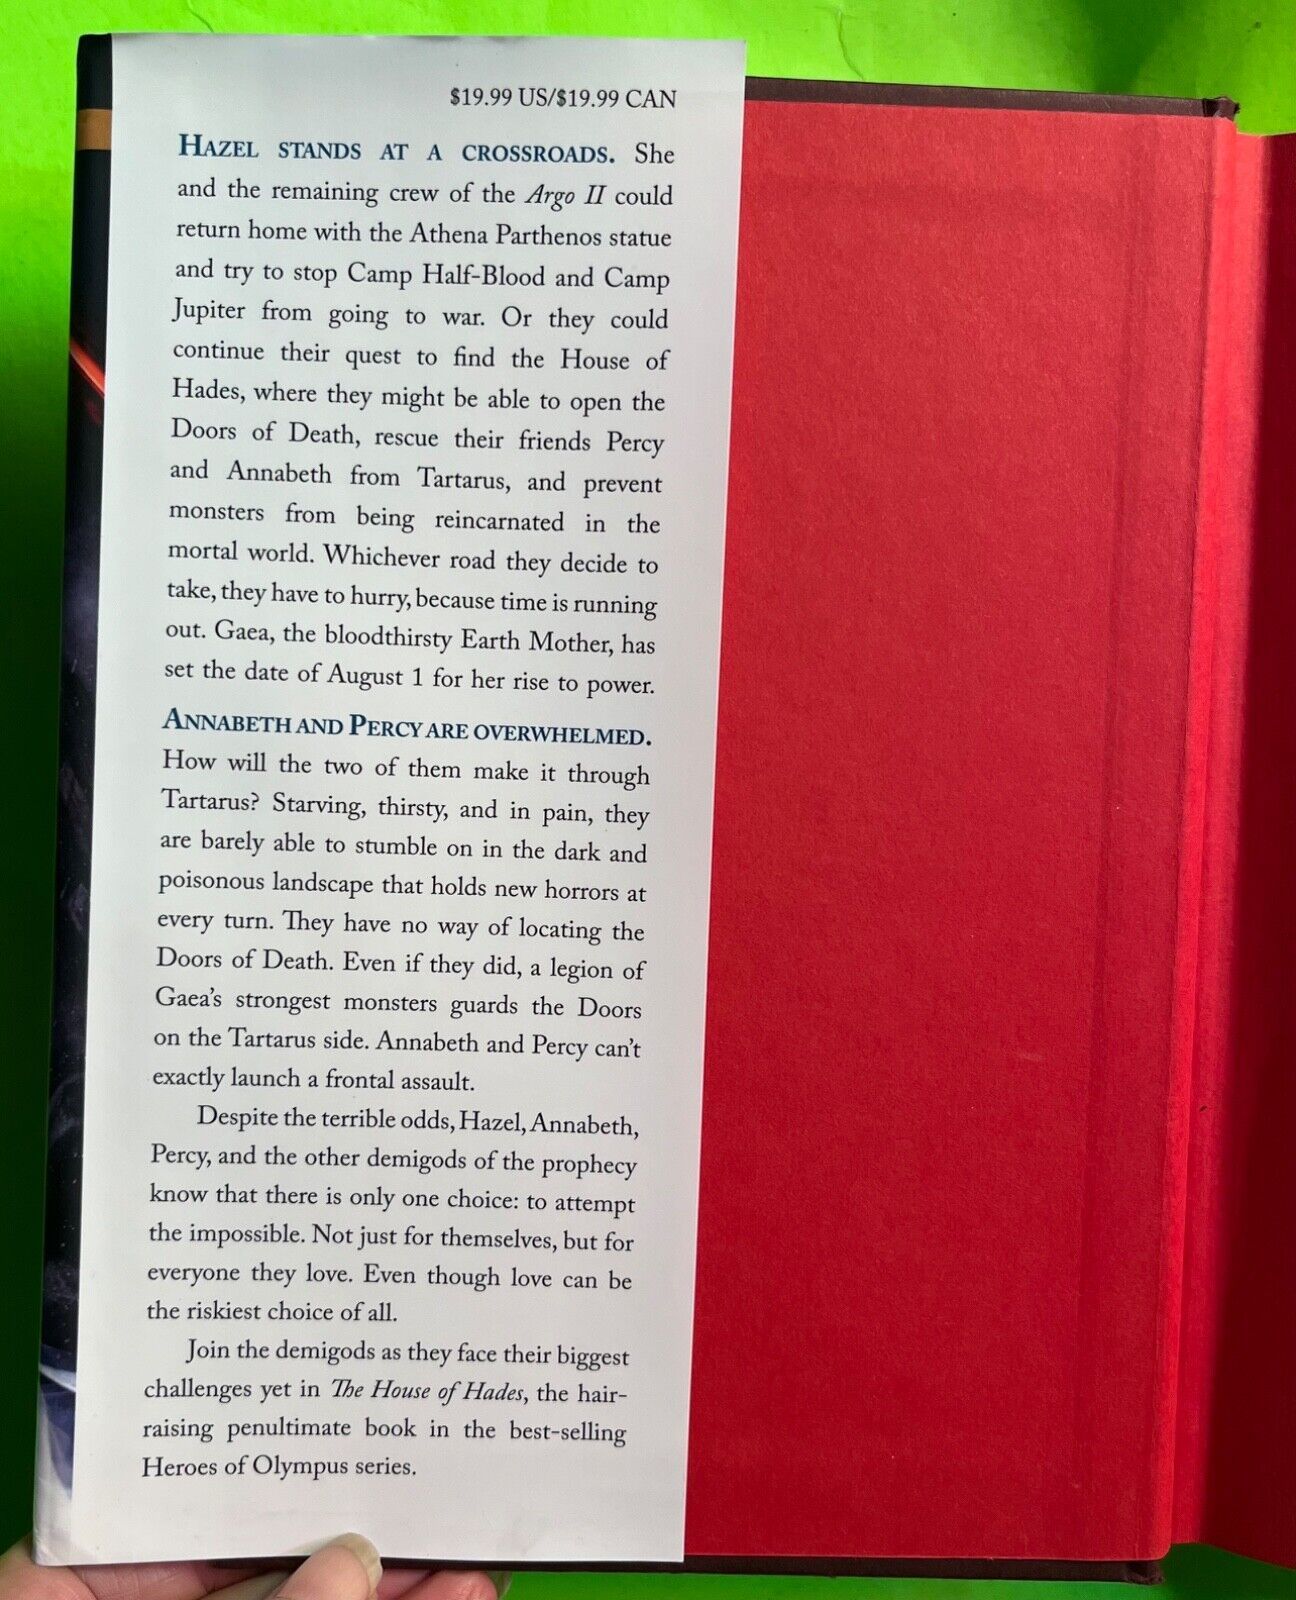 $19.99 US/$19.99 CAN
HAZEL STANDS AT A CROSSROADS. She
and the remaining crew of the Argo II could
return home with the Athena Parthenos statue
and try to stop Camp Half-Blood and Camp
Jupiter from going to war. Or they could
continue their quest to find the House of
Hades, where they might be able to open the
Doors of Death, rescue their friends Percy
and Annabeth from Tartarus, and prevent
monsters from being reincarnated in the
mortal world. Whichever road they decide to
take, they have to hurry, because time is running
out. Gaea, the bloodthirsty Earth Mother, has
set the date of August 1 for her rise to power.
ANNABETH AND PERCY ARE OVERWHELMED.
How will the two of them make it through
Tartarus? Starving, thirsty, and in pain, they
are barely able to stumble on in the dark and
poisonous landscape that holds new horrors at
every turn. They have no way of locating the
Doors of Death. Even if they did, a legion of
Gaea's strongest monsters guards the Doors
on the Tartarus side. Annabeth and Percy can't
exactly launch a frontal assault.
Despite the terrible odds, Hazel, Annabeth,
Percy, and the other demigods of the prophecy
know that there is only one choice: to attempt
the impossible. Not just for themselves, but for
everyone they love. Even though love can be
the riskiest choice of all.
Join the demigods as they face their biggest
challenges yet in The House of Hades, the hair-
raising penultimate book in the best-selling
Heroes of Olympus series.